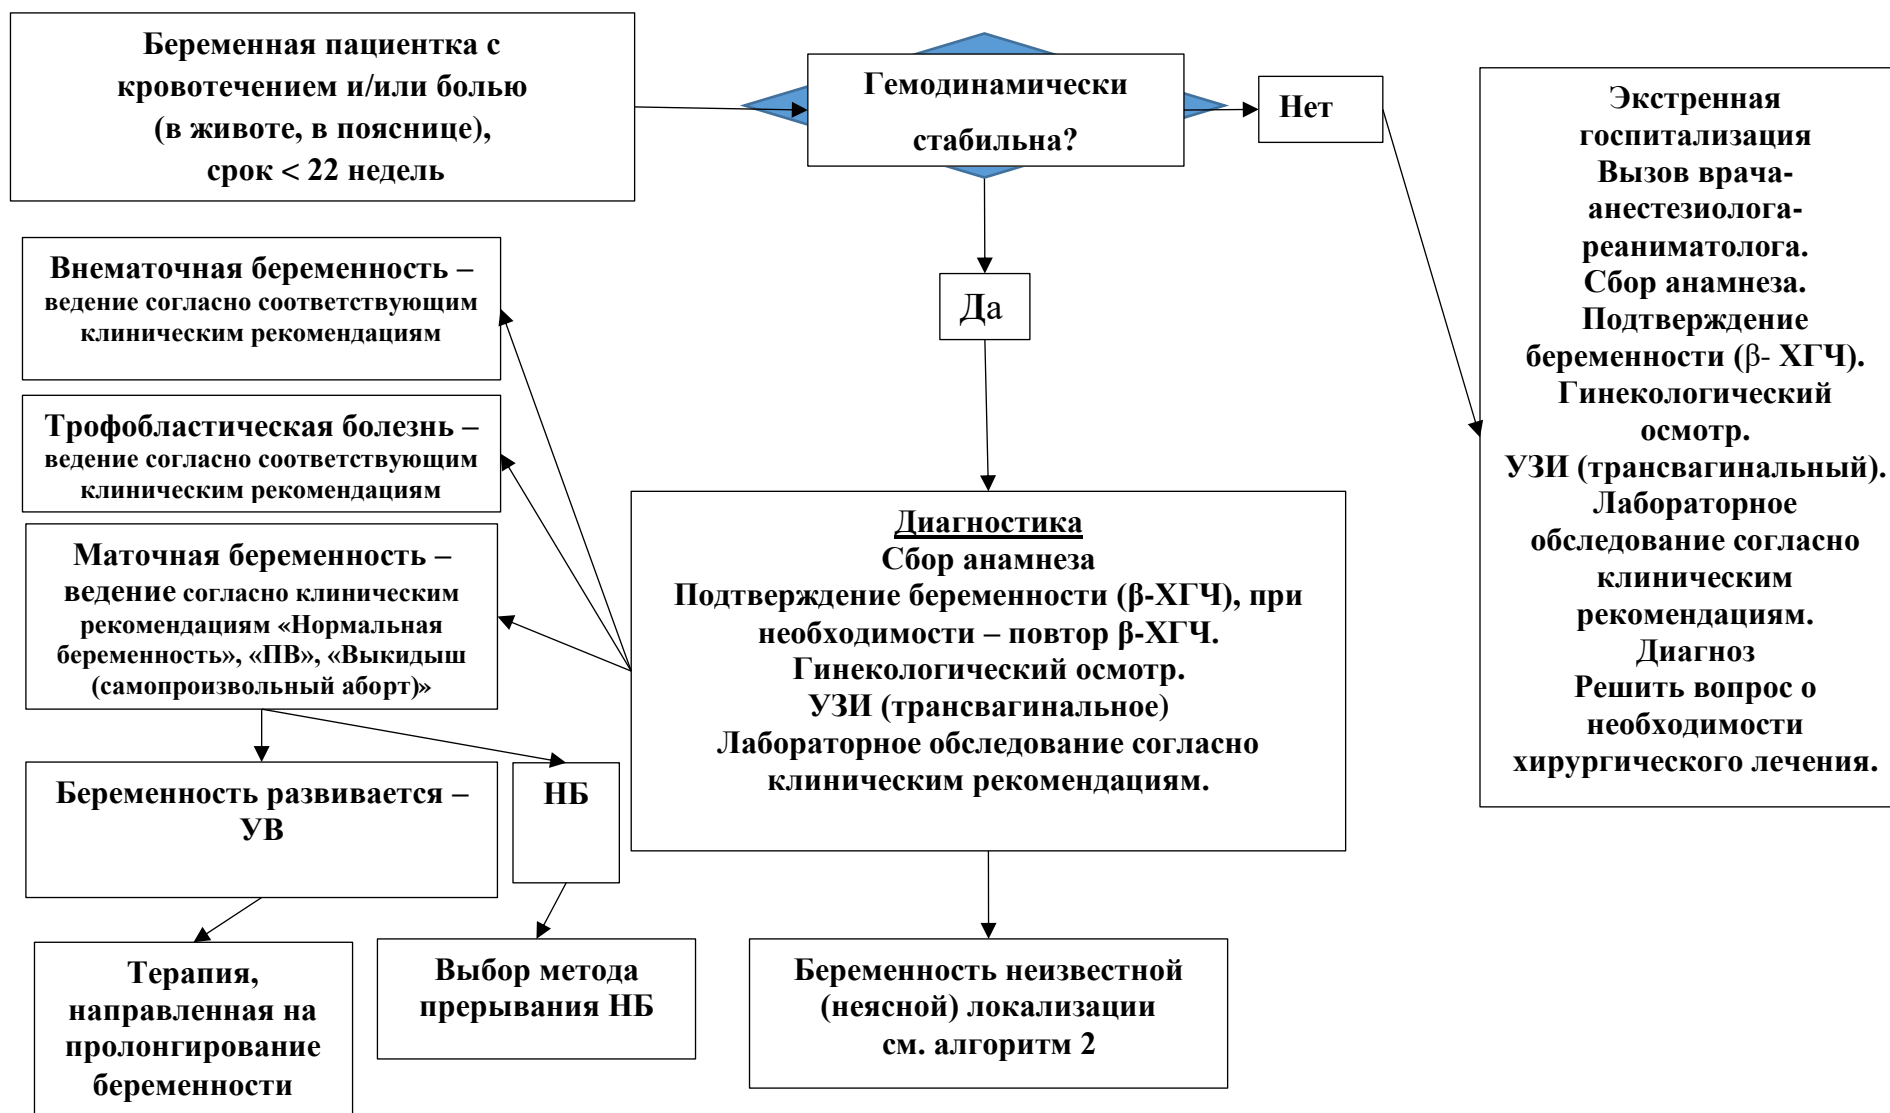 Беременная пациентка с
кровотечением и/или болью
(в животе, в пояснице),
срок < 22 недель
Гемодинамически
стабильна?
Нет
Экстренная
госпитализация
Вызов врача-
анестезиолога-
реаниматолога.
Сбор анамнеза.
Подтверждение
беременности (β- ХГЧ).
Гинекологический
осмотр.
УЗИ (трансвагинальный).
Лабораторное
обследование согласно
клиническим
рекомендациям.
Диагноз
Решить вопрос о
необходимости
хирургического лечения.
Да
Внематочная беременность –
ведение согласно соответствующим
клиническим рекомендациям
Трофобластическая болезнь –
ведение согласно соответствующим
клиническим рекомендациям
Маточная беременность –
ведение согласно клиническим
рекомендациям «Нормальная
беременность», «ПВ», «Выкидыш
(самопроизвольный аборт)»
Диагностика
Сбор анамнеза
Подтверждение беременности (β-ХГЧ), при
необходимости – повтор β-ХГЧ.
Гинекологический осмотр.
УЗИ (трансвагинальное)
Лабораторное обследование согласно
клиническим рекомендациям.
Беременность развивается –
УВ
НБ
Терапия,
направленная на
пролонгирование
беременности
Выбор метода
прерывания НБ
Беременность неизвестной
(неясной) локализации
см. алгоритм 2